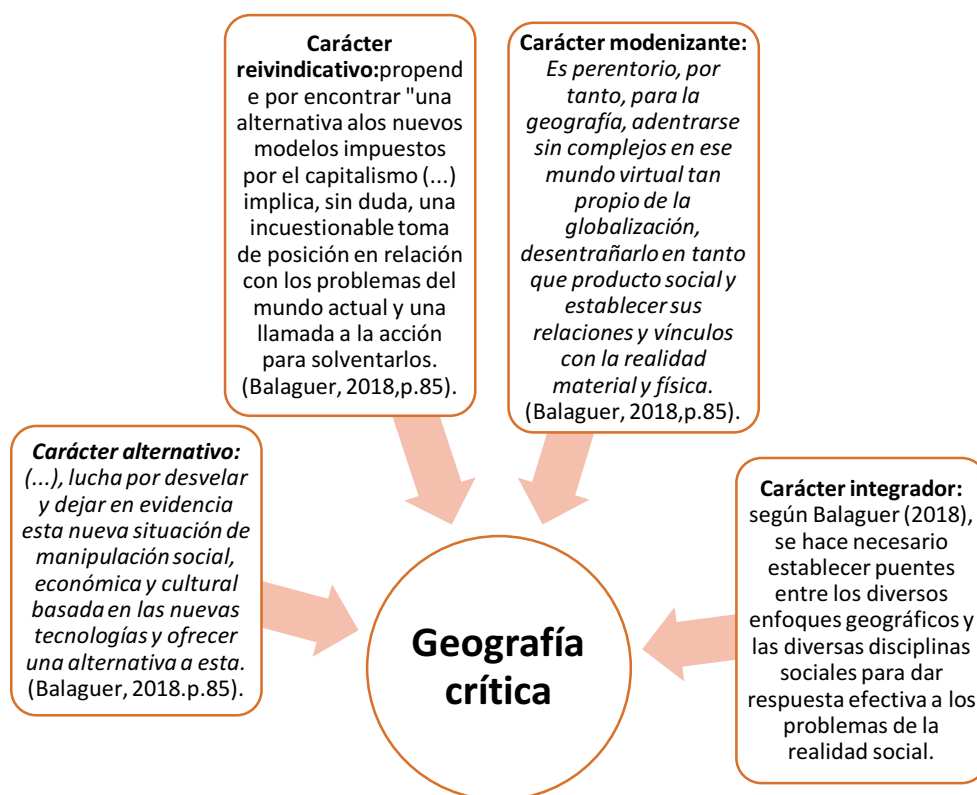 Carácter
reivindicativo:propend
e por encontrar "una
alternativa alos nuevos
modelos impuestos
por el capitalismo (...)
implica, sin duda, una
incuestionable toma
de posición en relación
con los problemas del
mundo actual y una
llamada a la acción
para solventarlos.
(Balaguer, 2018,p.85).
Carácter modenizante:
Es perentorio, por
tanto, para la
geografía, adentrarse
sin complejos en ese
mundo virtual tan
propio de la
globalización,
desentrañarlo en tanto
que producto social y
establecer sus
relaciones y vínculos
con la realidad
material y física.
(Balaguer, 2018,p.85).
Carácter alternativo:
(...), lucha por desvelar
y dejar en evidencia
esta nueva situación de
manipulación social,
económica y cultural
basada en las nuevas
tecnologías y ofrecer
una alternativa a esta.
(Balaguer, 2018.p.85).
Carácter integrador:
según Balaguer (2018),
se hace necesario
establecer puentes
entre los diversos
enfoques geográficos y
las diversas disciplinas
sociales para dar
respuesta efectiva a los
problemas de la
realidad social.
Geografía
crítica